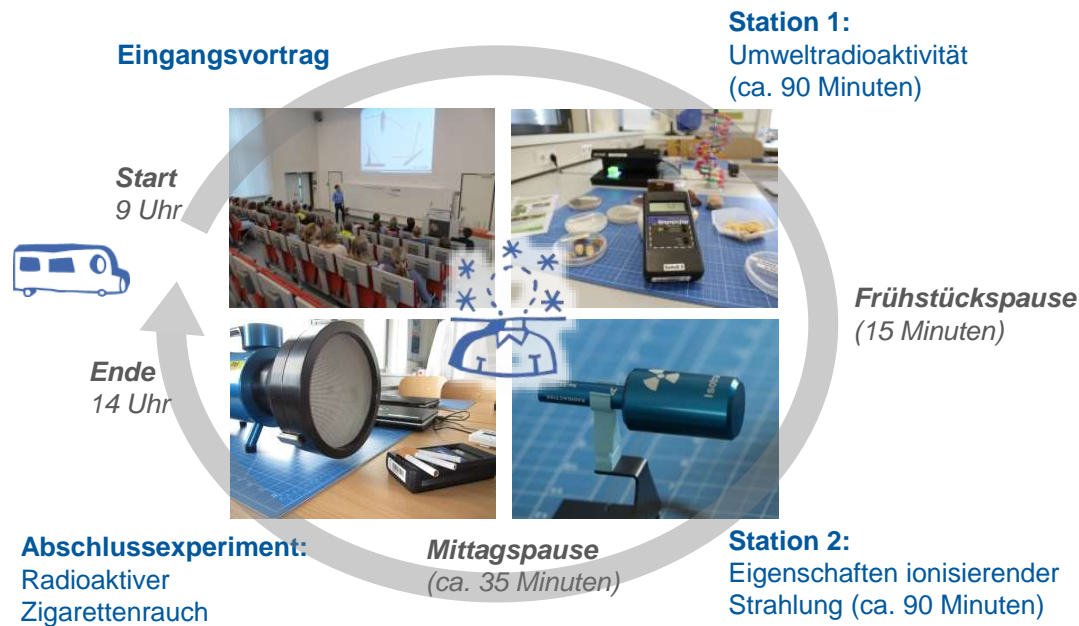 Eingangsvortrag
Station 1:
Umweltradioaktivität
(ca. 90 Minuten)
Start
9 Uhr
Frühstückspause
(15 Minuten)
Ende
14 Uhr
RADIOACTIVE
Abschlussexperiment:
Radioaktiver
Zigarettenrauch
Mittagspause
(ca. 35 Minuten)
Station 2:
Eigenschaften ionisierender
Strahlung (ca. 90 Minuten)